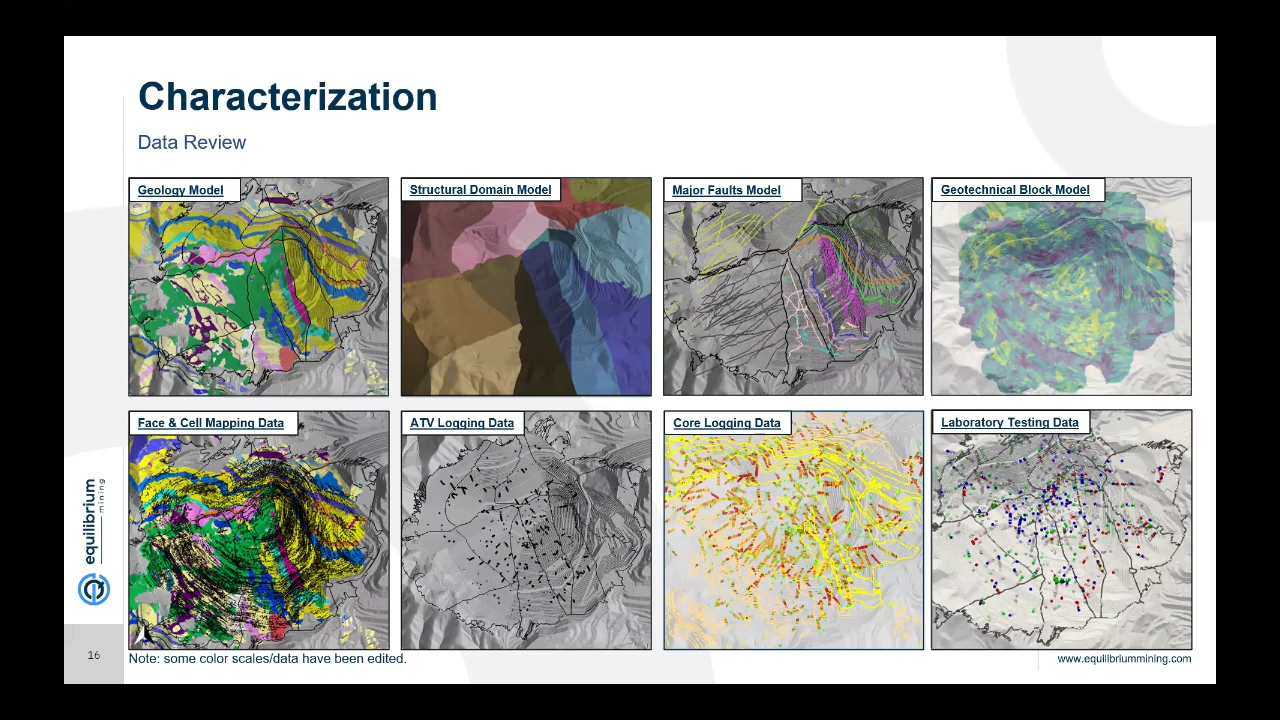 Characterization
Data Review
Geology Model
Structural Domain Model
Major Faults Model
Geotechnical Block Model
Face & Cell Mapping Data
ATV Logging Data
Core Logging Data
Laboratory Testing Data
equilibrium
mining
16
Note: some color scales/data have been edited.
www.equilibriummining.com